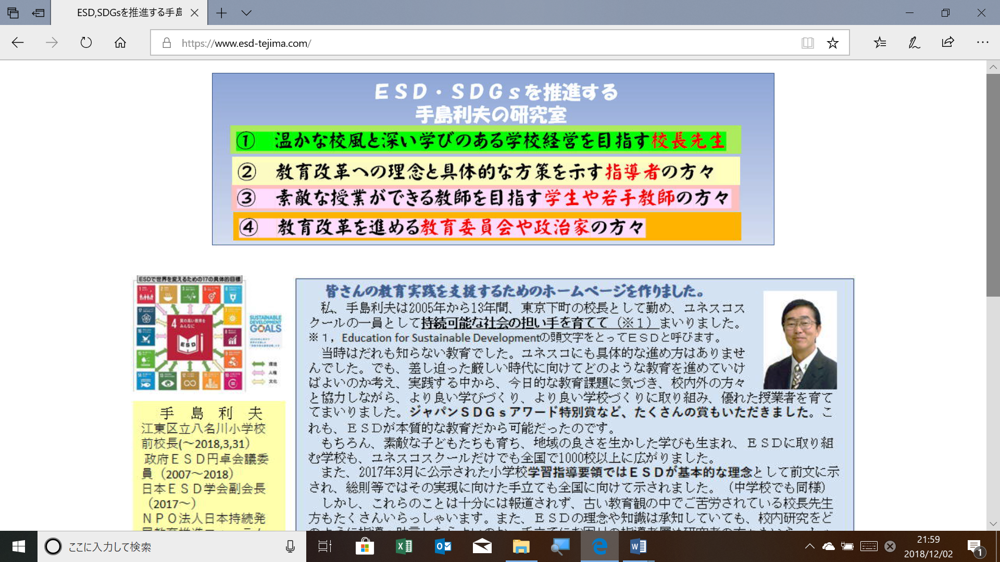 ESD,SDGsを推進する手島
https://www.esd-tejima.com/
ＥＳＤ・ＳＤＧｓを推進する
手島利夫の研究室
① 温かな校風と深い学びのある学校経営を目指す校長先生
② 教育改革への理念と具体的な方策を示す指導者の方々
③ 素敵な授業ができる教師を目指す学生や若手教師の方々
④ 教育改革を進める教育委員会や政治家の方々
ESDで世界を変えるための17の具体的目標
4 質の高い教育を
みんなに
ESD
SUSTAINABLE
DEVELOPMENT
GOALS
環境
人権
文化
手 島 利 夫
江東区立八名川小学校
前校長(～2018,3,31）
政府ＥＳＤ円卓会議委
員（2007～2018）
日本ＥＳＤ学会副会長
（2017～）
ＮＰＯ法人日本持続発
皆さんの教育実践を支援するためのホームページを作りました。
私、手島利夫は2005年から13年間、東京下町の校長として勤め、ユネスコス
クールの一員として持続可能な社会の担い手を育てて（※１）まいりました。
※１，Education for Sustainable Developmentの頭文字をとってＥＳＤと呼びます。
当時はだれも知らない教育でした。ユネスコにも具体的な進め方はありませ
んでした。でも、差し迫った厳しい時代に向けてどのような教育を進めていけ
ばよいのか考え、実践する中から、今日的な教育課題に気づき、校内外の方々
と協力しながら、より良い学びづくり、より良い学校づくりに取り組み、優れた授業者を育て
てまいりました。ジャパンＳＤＧｓアワード特別賞など、たくさんの賞もいただきました。こ
れも、ＥＳＤが本質的な教育だから可能だったのです。
もちろん、素敵な子どもたちも育ち、地域の良さを生かした学びも生まれ、ＥＳＤに取り組
む学校も、ユネスコスクールだけでも全国で1000校以上に広がりました。
また、2017年3月に公示された小学校学習指導要領ではＥＳＤが基本的な理念として前文に示
され、総則等ではその実現に向けた手立ても全国に向けて示されました。（中学校でも同様）
しかし、これらのことは十分には報道されず、古い教育観の中でご苦労されている校長先生
方もたくさんいらっしゃいます。また、ＥＳＤの理念や知識は承知していても、校内研究をど
ここに入力して検索
21:59
2018/12/02
1